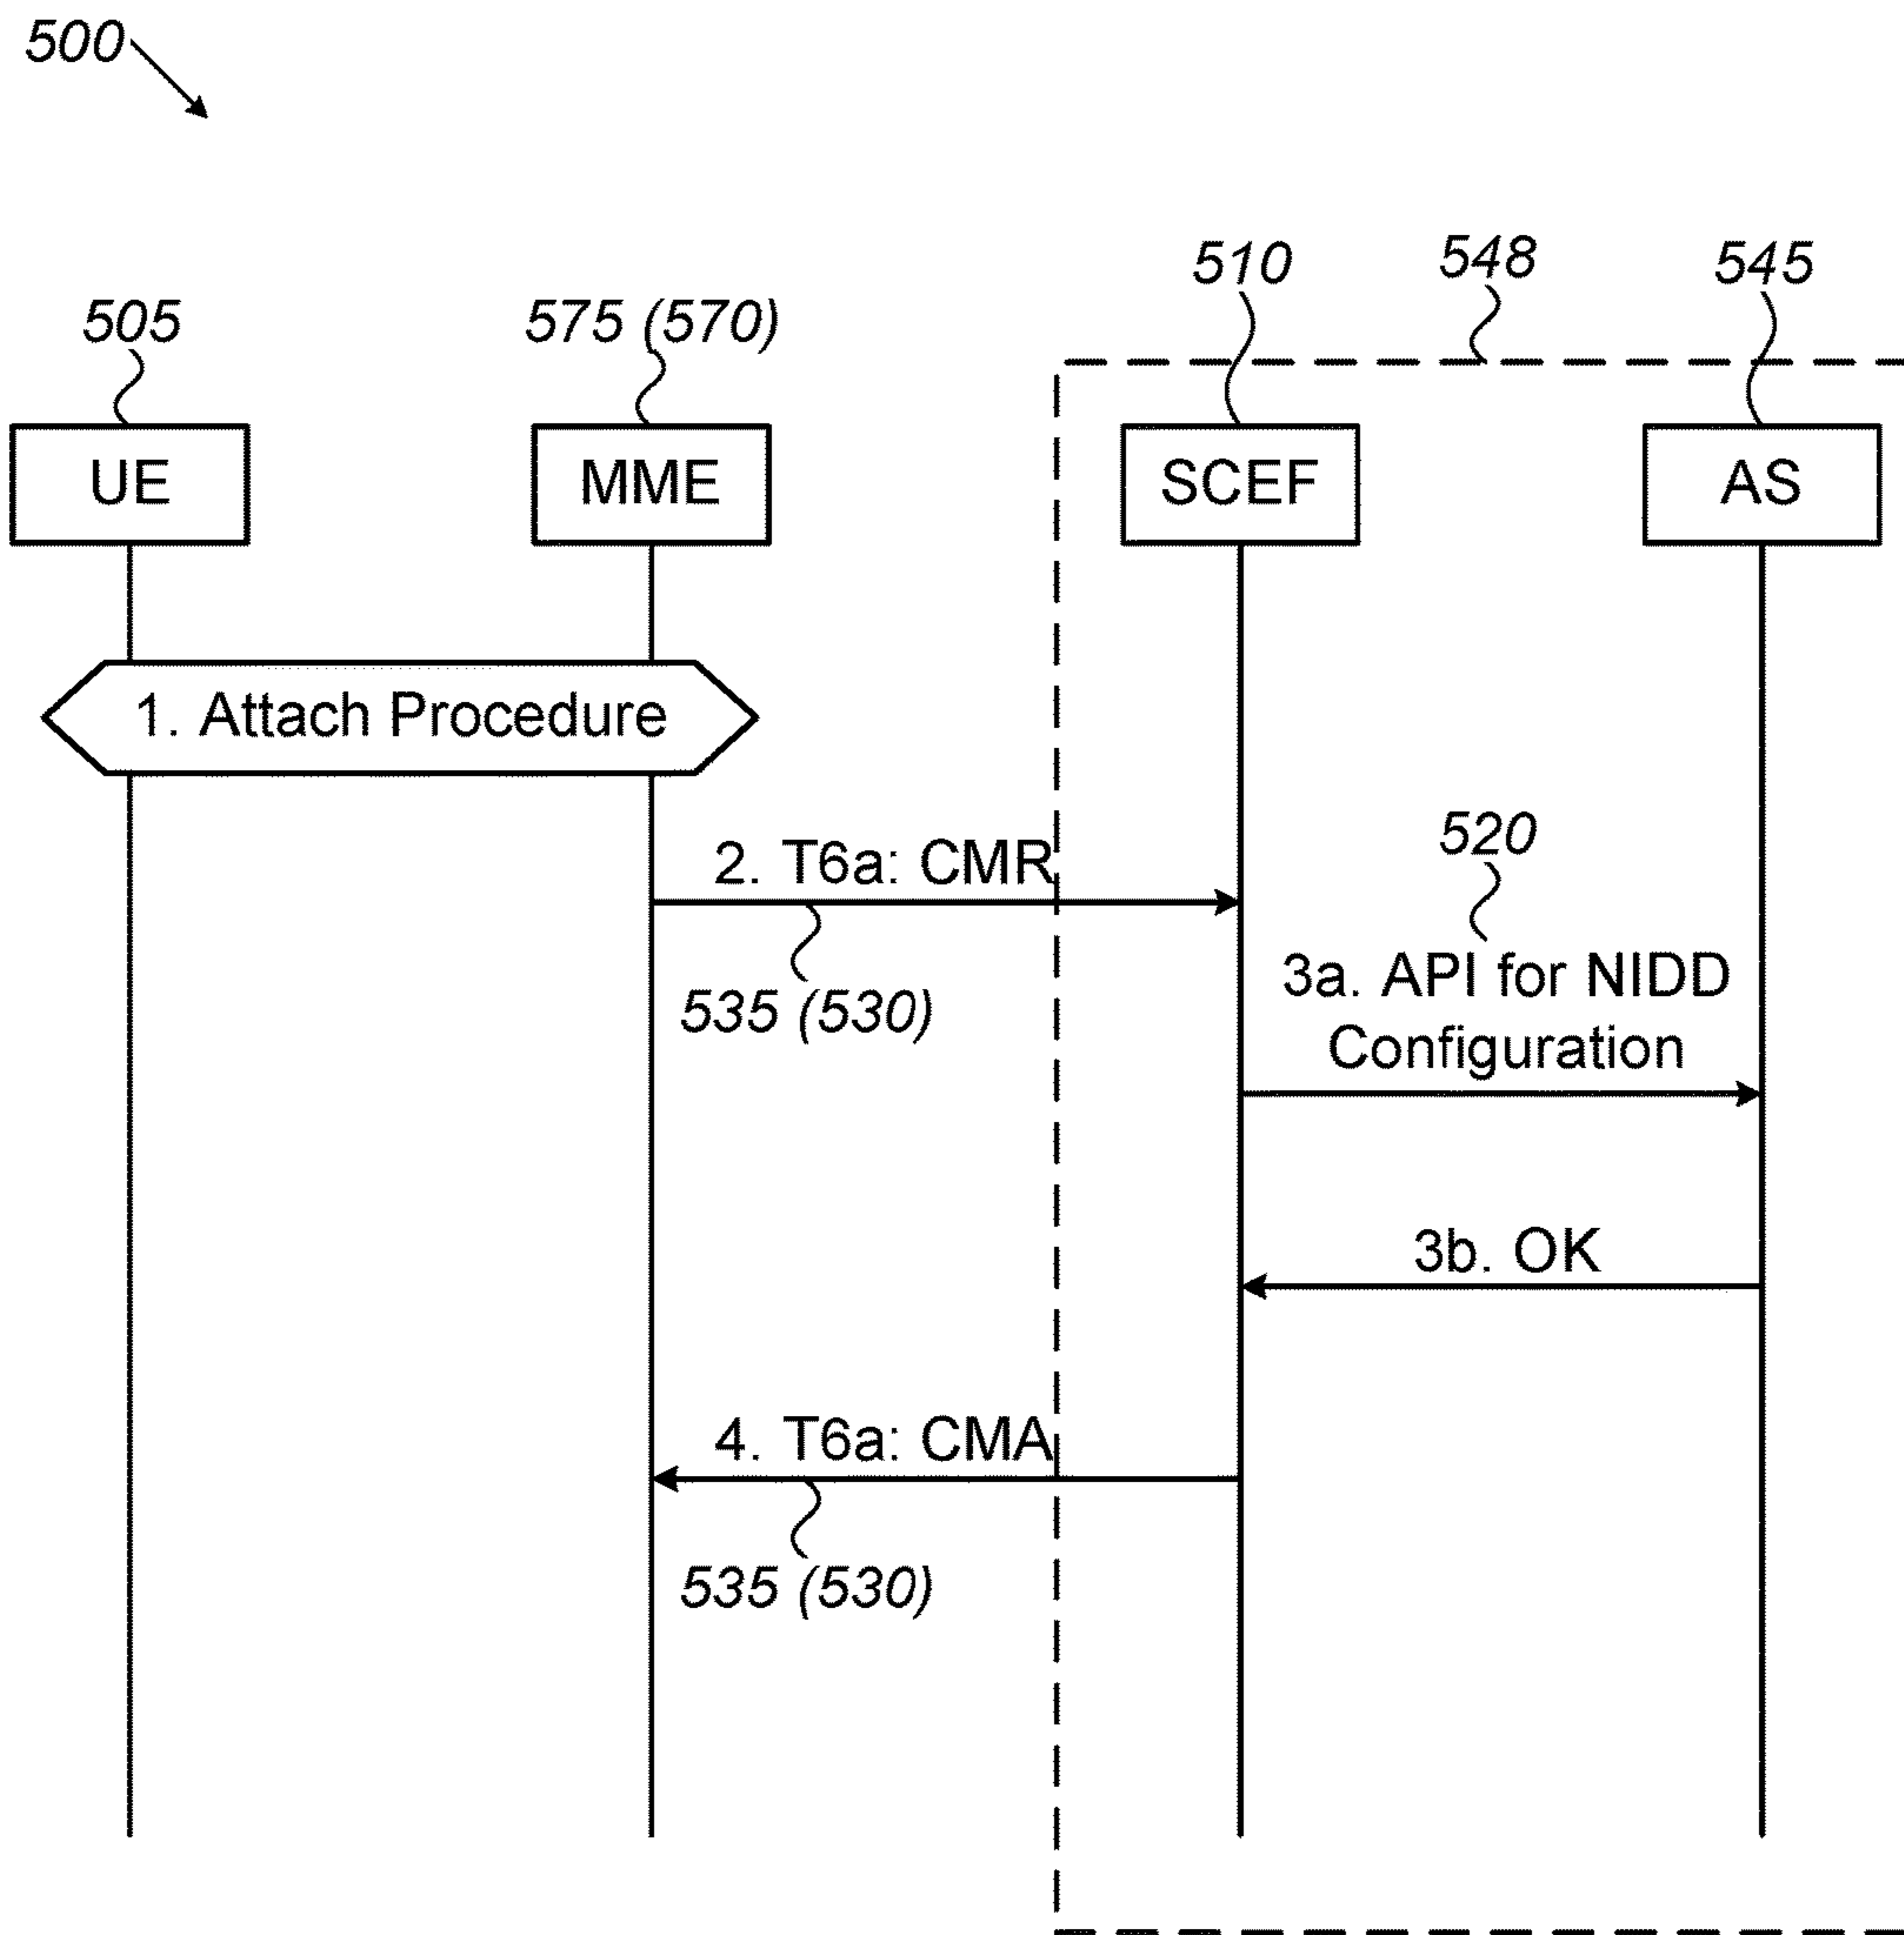 500
510
548
545
505
575 (570)
UE
MME
SCEF
AS
1. Attach Procedure
520
2. T6a: CMR
3a. API for NIDD
535 (530)
Configuration
3b. OK
4. T6a: CMA
535 (530)